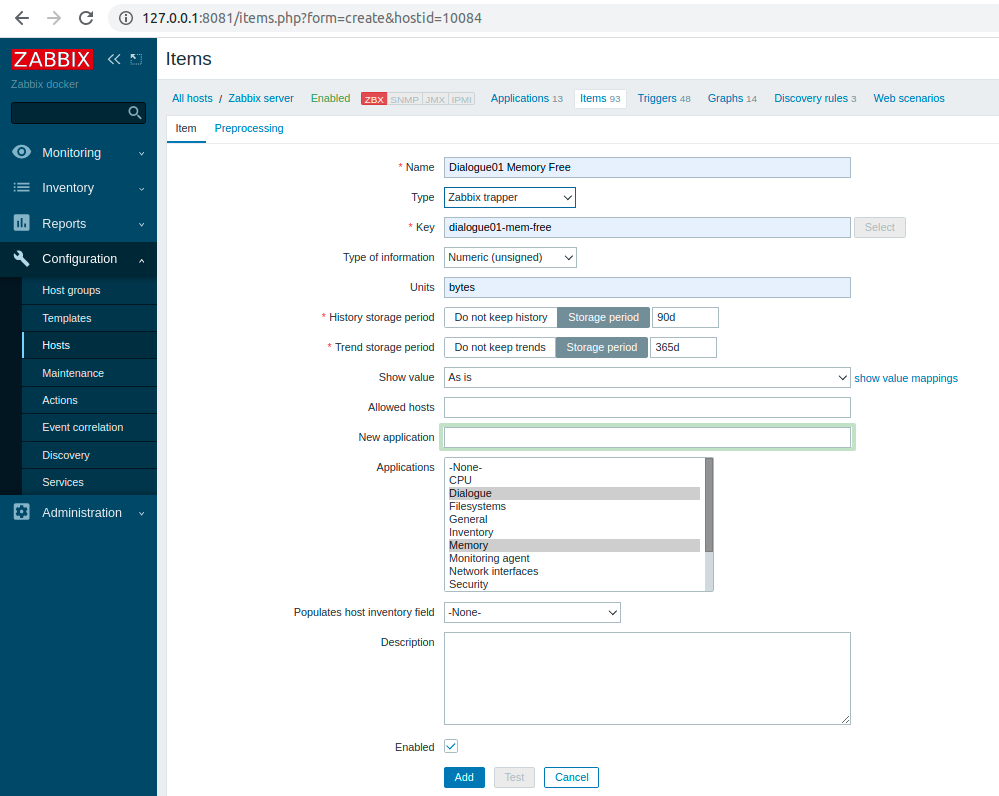 127.0.0.1:8081/items.php?form=create&hostid=10084
ZABBIX
Zabbix docker
Monitoring
Inventory
Reports
Configuration
Host groups
Templates
Hosts
Maintenance
Actions
Event correlation
Discovery
Services
Administration
Items
All hosts / Zabbix server Enabled ZBX SNMP JMX IPMI Applications 13 Items 93 Triggers 48 Graphs 14 Discovery rules 3 Web scenarios
Item Preprocessing
* Name Dialogue01 Memory Free
Type Zabbix trapper
* Key dialogue01-mem-free Select
Type of information Numeric (unsigned)
Units bytes
* History storage period Do not keep history Storage period 90d
* Trend storage period Do not keep trends Storage period 365d
Show value As is show value mappings
Allowed hosts
New application
Applications -None-
CPU
Dialogue
Filesystems
General
Inventory
Memory
Monitoring agent
Network interfaces
Security
Populates host inventory field -None-
Description
Enabled
Add Test Cancel